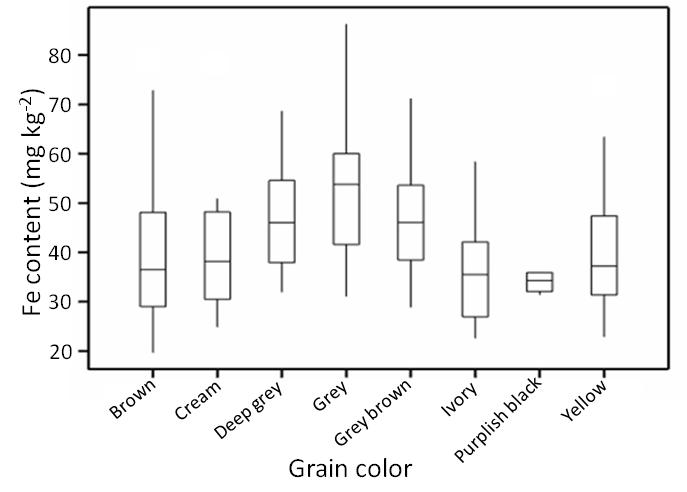 Fe content (mg kg⁻²)
80
70
60
50
40
30
20
Brown
Cream
Deep grey
Grey
Grey brown
Ivory
Purplish black
Yellow
Grain color